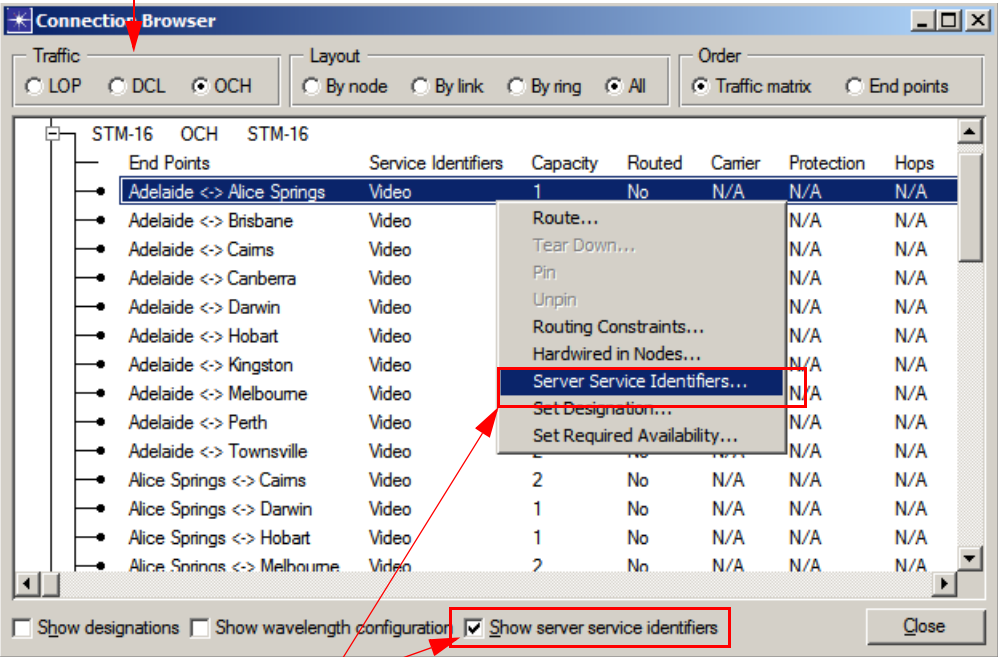 Connection Browser
Traffic Layout Order
LOP DCL OCH By node By link By ring All Traffic matrix End points
STM-16 OCH STM-16
End Points Service Identifiers Capacity Routed Carrier Protection Hops
Adelaide <-> Alice Springs Video 1 No N/A N/A N/A
Adelaide <-> Brisbane Video N/A N/A
Adelaide <-> Cairns Video N/A N/A
Adelaide <-> Canberra Video N/A N/A
Adelaide <-> Darwin Video N/A N/A
Adelaide <-> Hobart Video N/A N/A
Adelaide <-> Kingston Video N/A N/A
Adelaide <-> Melbourne Video N/A N/A
Adelaide <-> Perth Video N/A N/A
Adelaide <-> Townsville Video 2 No N/A N/A N/A
Alice Springs <-> Cairns Video 2 No N/A N/A N/A
Alice Springs <-> Darwin Video 1 No N/A N/A N/A
Alice Springs <-> Hobart Video 1 No N/A N/A N/A
Alice Springs <-> Melbourne Video 2 No N/A N/A N/A
Route...
Tear Down...
Pin
Unpin
Routing Constraints...
Hardwired in Nodes...
Server Service Identifiers...
Set Designation...
Set Required Availability...
Show designations Show wavelength configuration Show server service identifiers Close